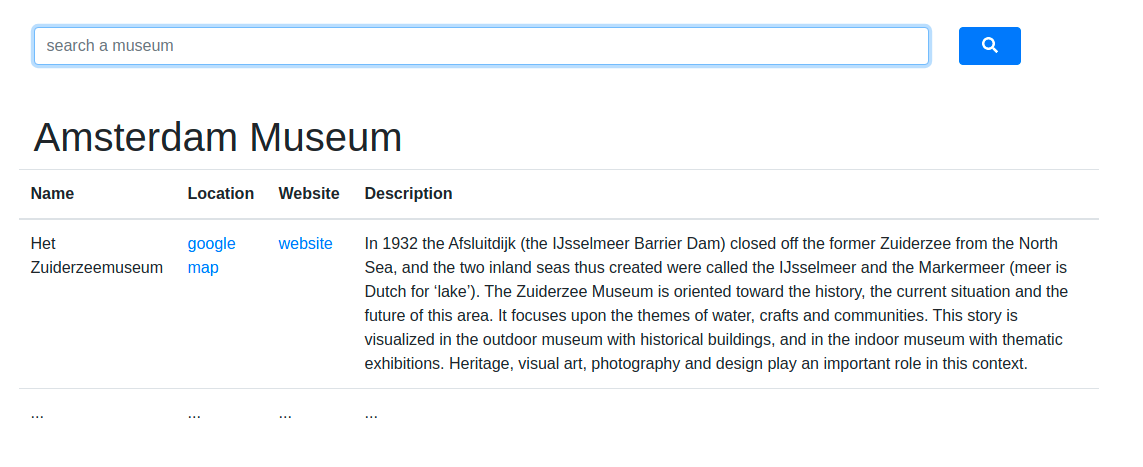 search a museum
Amsterdam Museum
Name Location Website Description
Het Zuiderzeemuseum
google map
website
In 1932 the Afsluitdijk (the IJsselmeer Barrier Dam) closed off the former Zuiderzee from the North
Sea, and the two inland seas thus created were called the IJsselmeer and the Markermeer (meer is
Dutch for ‘lake’). The Zuiderzee Museum is oriented toward the history, the current situation and the
future of this area. It focuses upon the themes of water, crafts and communities. This story is
visualized in the outdoor museum with historical buildings, and in the indoor museum with thematic
exhibitions. Heritage, visual art, photography and design play an important role in this context.
... ... ... ...